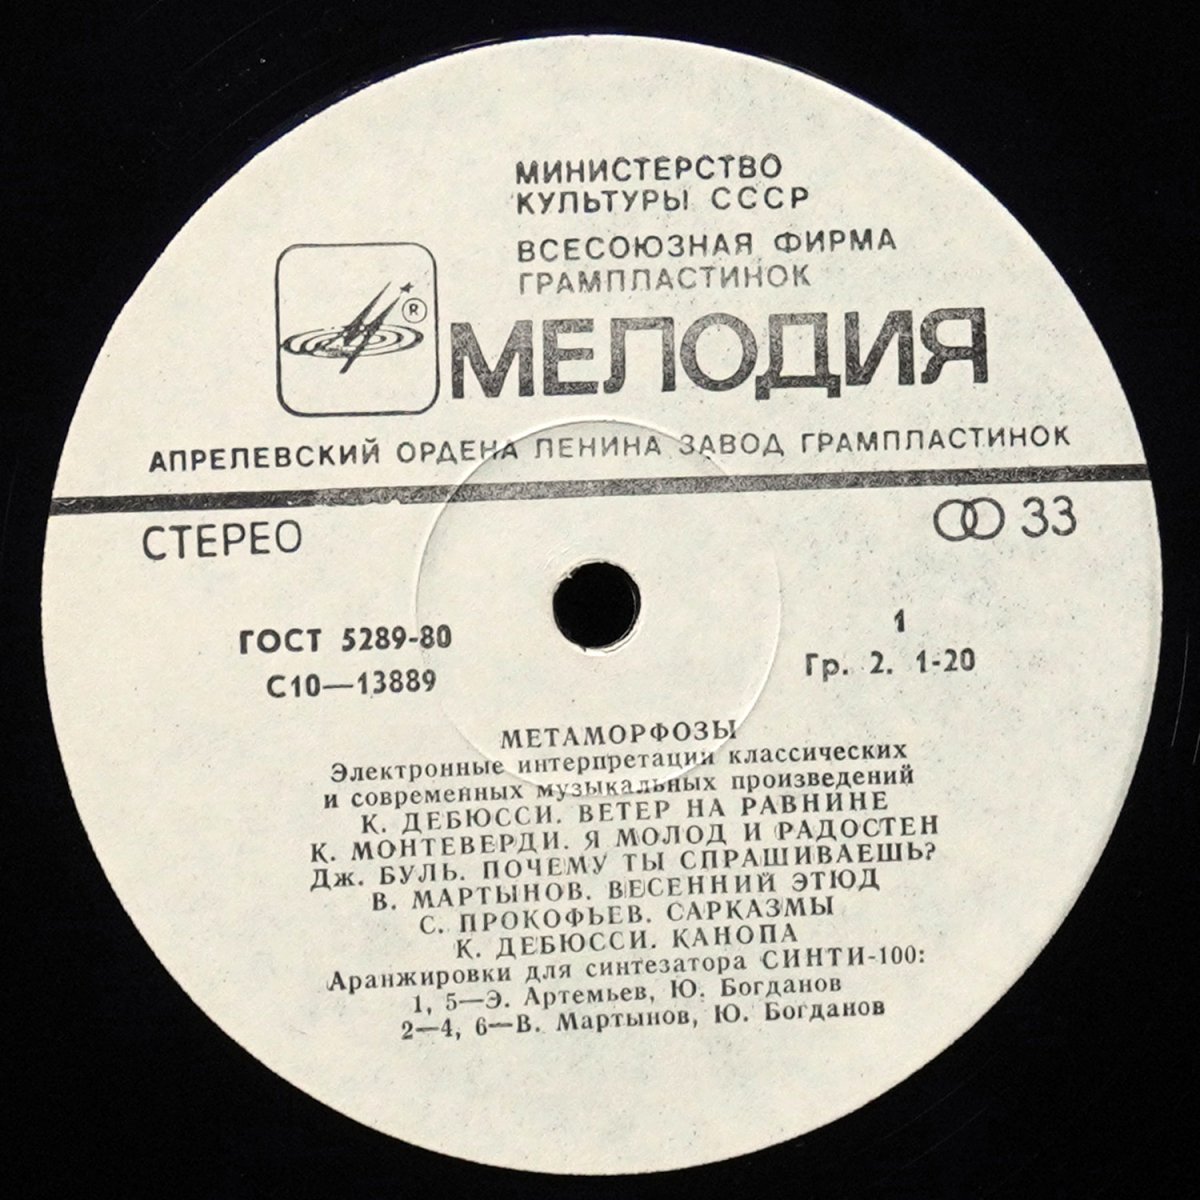 МИНИСТЕРСТВО
КУЛЬТУРЫ СССР
ВСЕСОЮЗНАЯ ФИРМА
ГРАМПЛАСТИНОК
®
МЕЛОДИЯ
АПРЕЛЕВСКИЙ ОРДЕНА ЛЕНИНА ЗАВОД ГРАМПЛАСТИНОК
СТЕРЕО
33
ГОСТ 5289-80
1
С10—13889
Гр. 2. 1-20
МЕТАМОРФОЗЫ
Электронные интерпретации классических
и современных музыкальных произведений
К. ДЕБЮССИ. ВЕТЕР НА РАВНИНЕ
К. МОНТЕВЕРДИ. Я МОЛОД И РАДОСТЕН
Дж. БУЛЬ. ПОЧЕМУ ТЫ СПРАШИВАЕШЬ?
В. МАРТЫНОВ. ВЕСЕННИЙ ЭТЮД
С. ПРОКОФЬЕВ. САРКАЗМЫ
К. ДЕБЮССИ. КАНОПА
Аранжировки для синтезатора СИНТИ-100:
1, 5—Э. Артемьев, Ю. Богданов
2—4, 6—В. Мартынов, Ю. Богданов